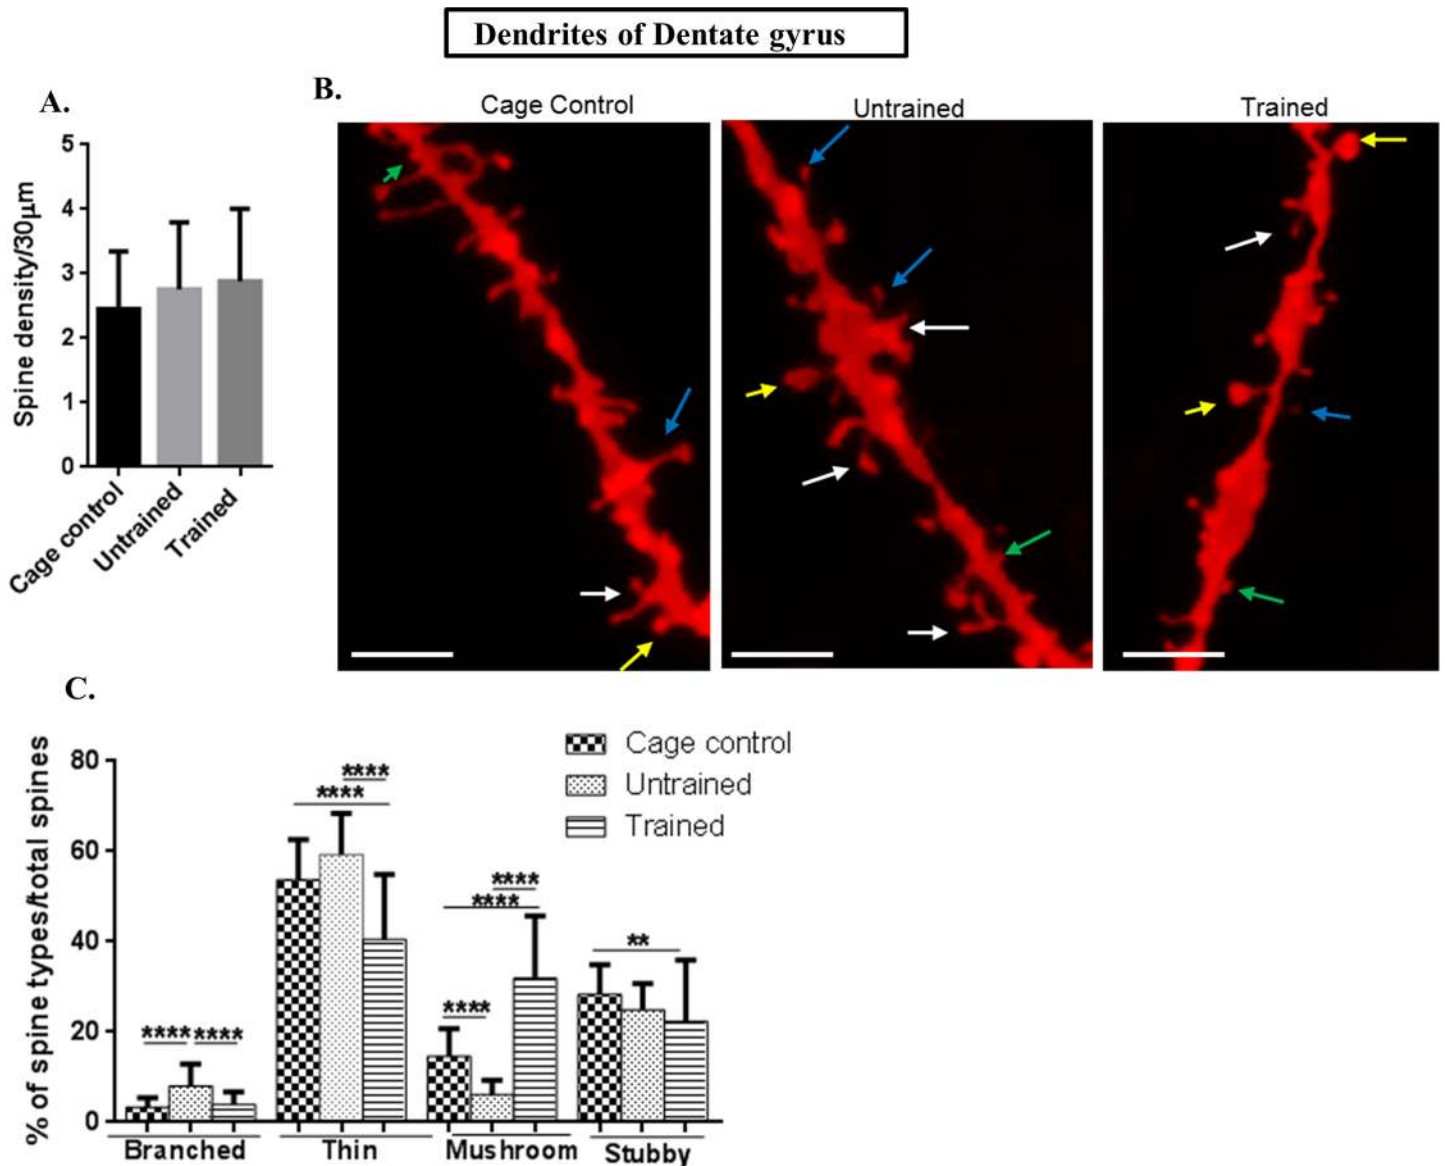 Dendrites of Dentate gyrus
A.
Spine density/30µm
5
4
3
2
1
0
Cage control
Untrained
Trained
B.
Cage Control
Untrained
Trained
C.
% of spine types/total spines
80
60
40
20
0
Cage control
Untrained
Trained
**** ****
****
****
****
****
****
**
Branched
Thin
Mushroom
Stubby